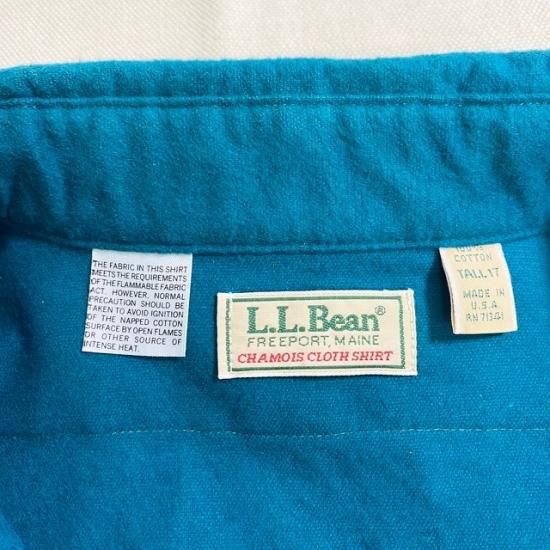 THE FABRIC IN THIS SHIRT
MEETS THE REQUIREMENTS
OF THE FLAMMABLE FABRIC
ACT. HOWEVER, NORMAL
PRECAUTION SHOULD BE
TAKEN TO AVOID IGNITION
OF THE NAPPED COTTON
SURFACE BY OPEN FLAMES
OR OTHER SOURCE OF
INTENSE HEAT.
L.L.Bean®
FREEPORT, MAINE
CHAMOIS CLOTH SHIRT
100%
COTTON
TALL 17
MADE IN
U.S.A.
RN 71341